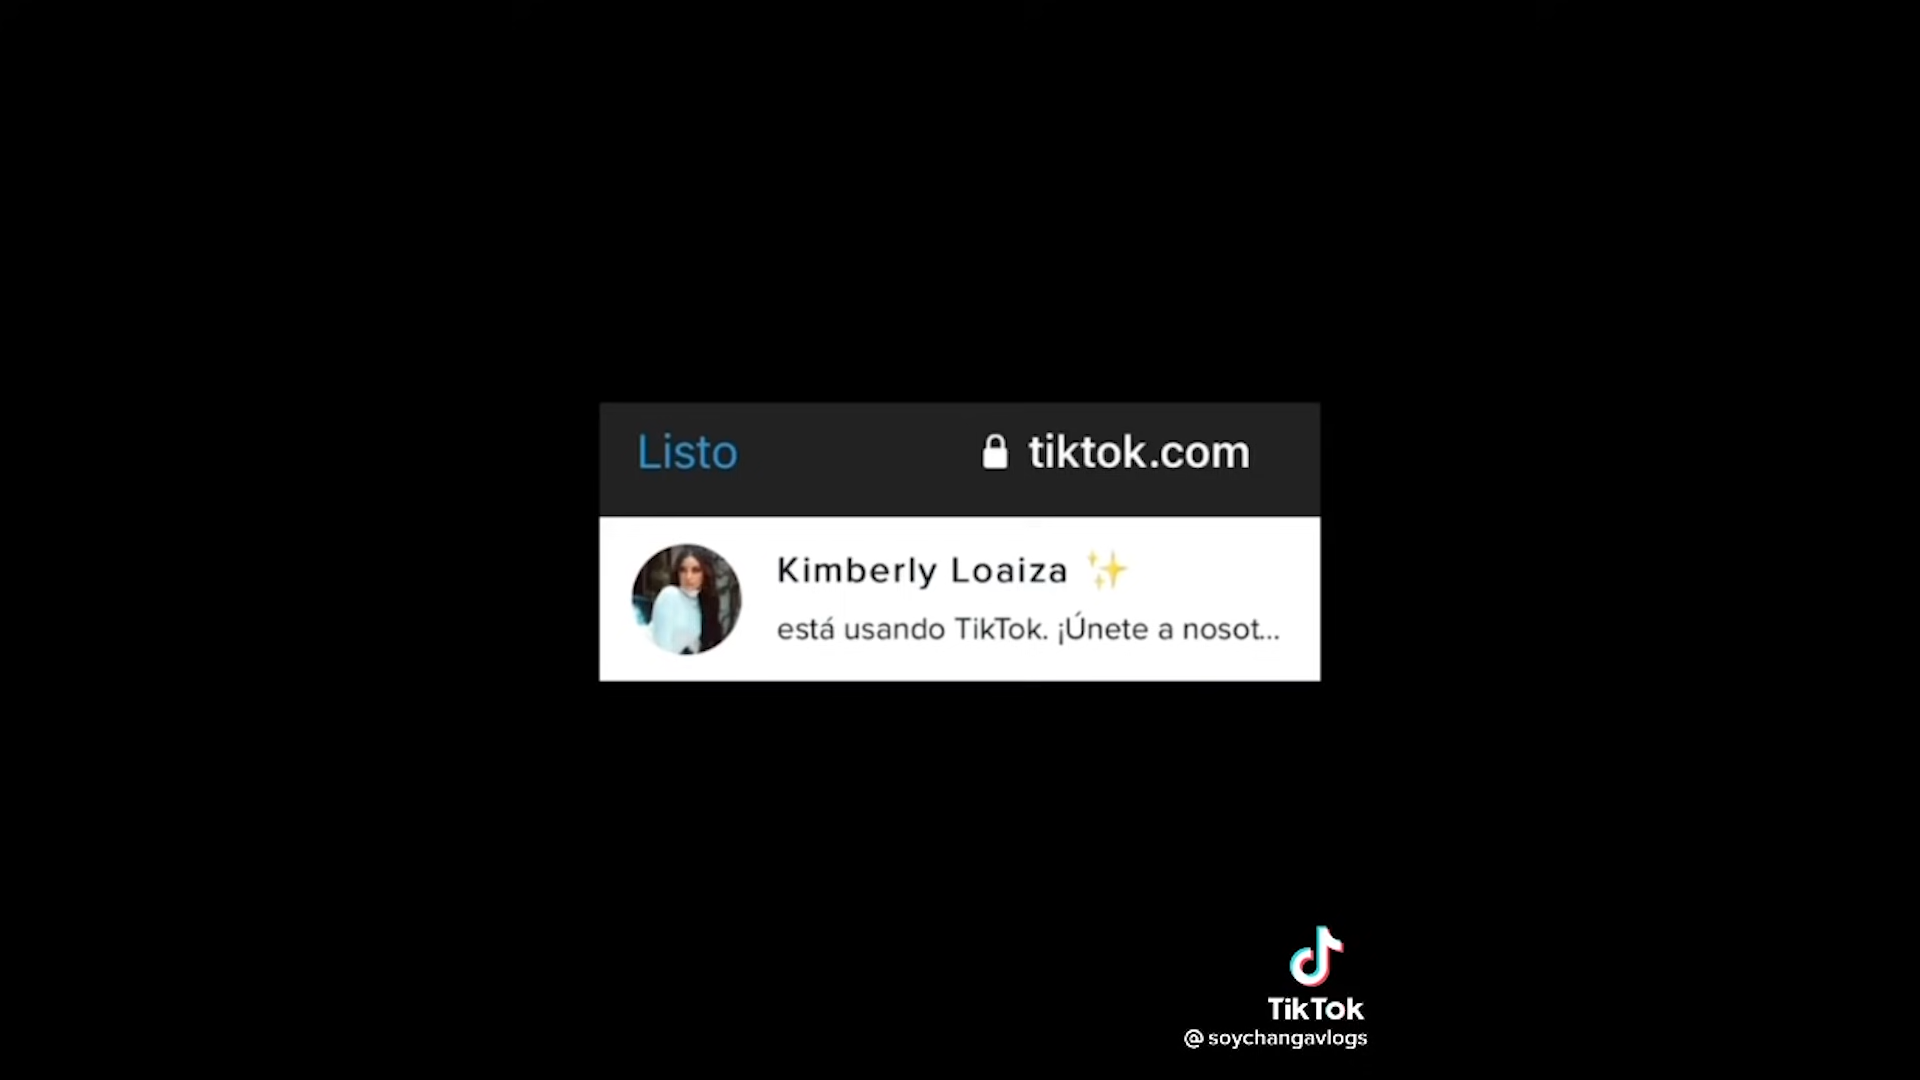 Listo
tiktok.com
Kimberly Loaiza ✨
está usando TikTok. ¡Únete a nosot...
TikTok
@soychangavlogs